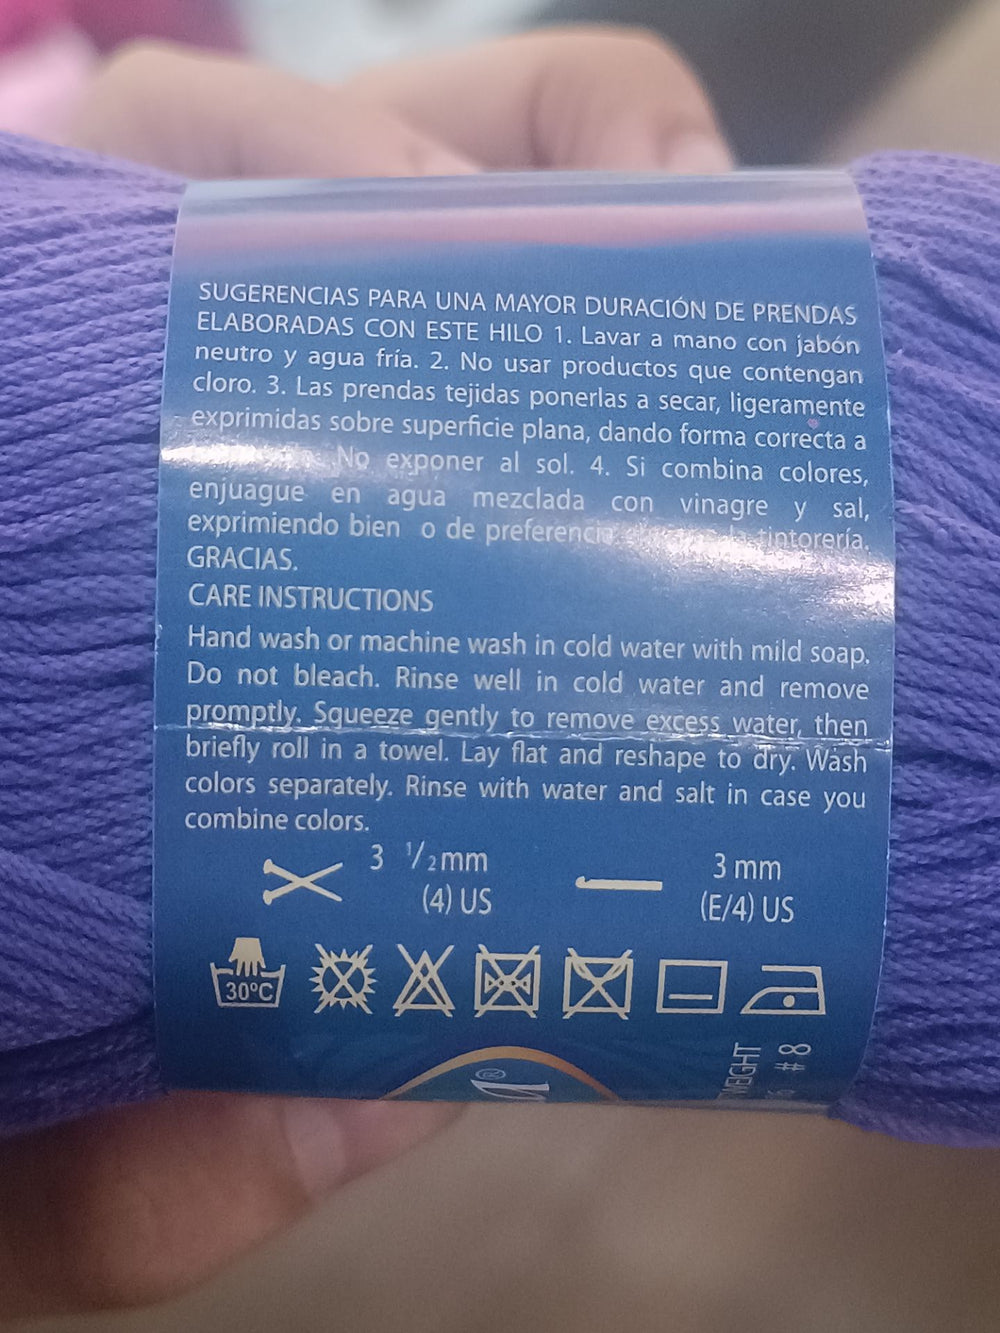 SUGERENCIAS PARA UNA MAYOR DURACIÓN DE PRENDAS
ELABORADAS CON ESTE HILO 1. Lavar a mano con jabón
neutro y agua fría. 2. No usar productos que contengan
cloro. 3. Las prendas tejidas ponerlas a secar, ligeramente
exprimidas sobre superficie plana, dando forma correcta a
No exponer al sol. 4. Si combina colores,
enjuague en agua mezclada con vinagre y sal,
exprimiendo bien o de preferencia tintorería.
GRACIAS.
CARE INSTRUCTIONS
Hand wash or machine wash in cold water with mild soap.
Do not bleach. Rinse well in cold water and remove
promptly. Squeeze gently to remove excess water, then
briefly roll in a towel. Lay flat and reshape to dry. Wash
colors separately. Rinse with water and salt in case you
combine colors.
3 1/2 mm 3 mm
(4) US (E/4) US
30°C
®
# 8